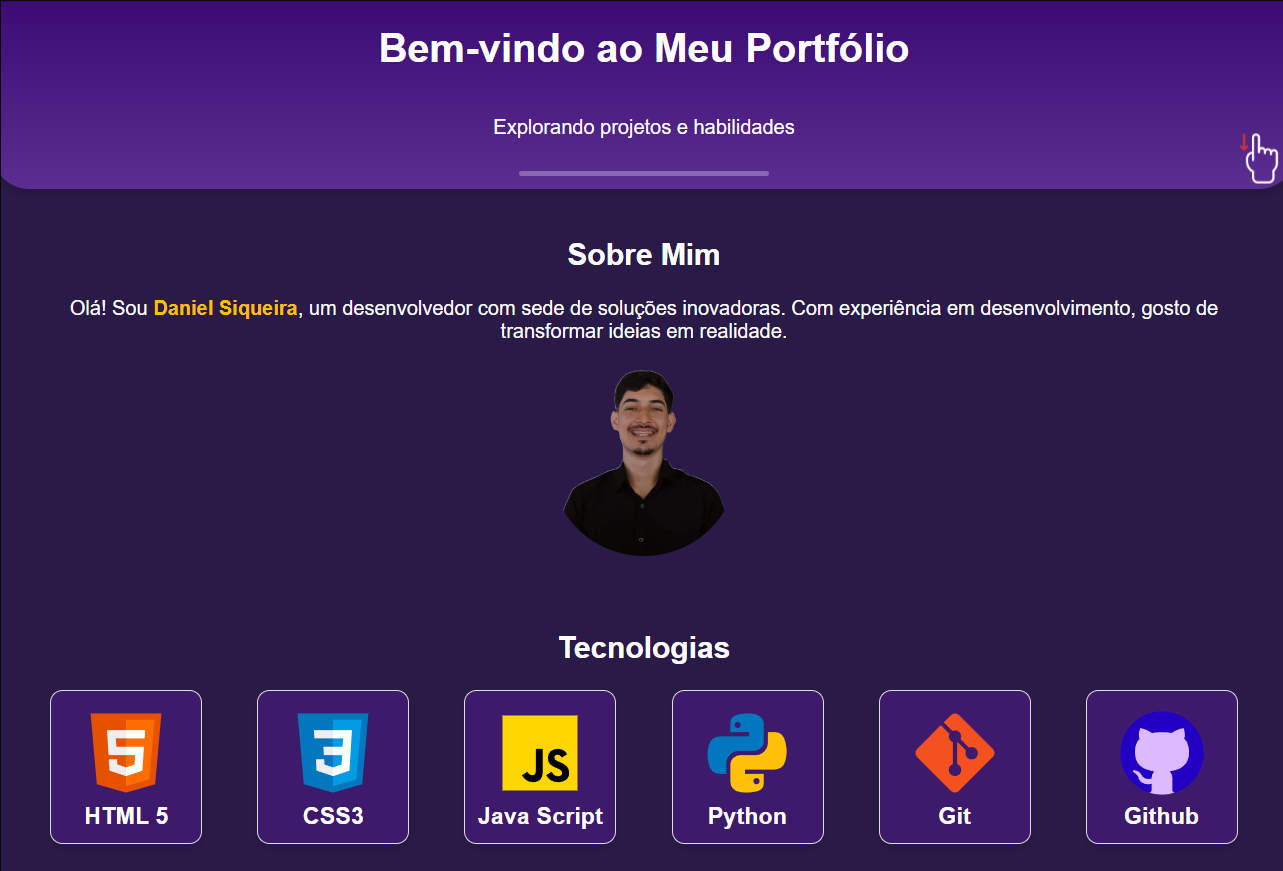 Bem-vindo ao Meu Portfólio
Explorando projetos e habilidades
Sobre Mim
Olá! Sou Daniel Siqueira, um desenvolvedor com sede de soluções inovadoras. Com experiência em desenvolvimento, gosto de
transformar ideias em realidade.
Tecnologias
5
3
JS
HTML 5
CSS3
Java Script
Python
Git
Github